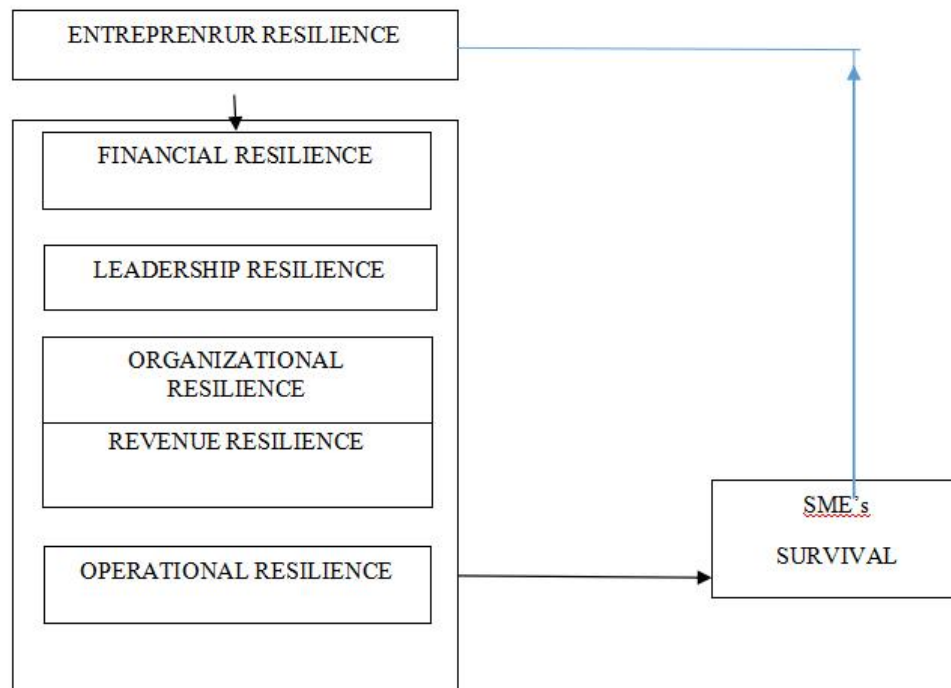 ENTREPRENRUR RESILIENCE
FINANCIAL RESILIENCE
LEADERSHIP RESILIENCE
ORGANIZATIONAL
RESILIENCE
REVENUE RESILIENCE
OPERATIONAL RESILIENCE
SME's
SURVIVAL